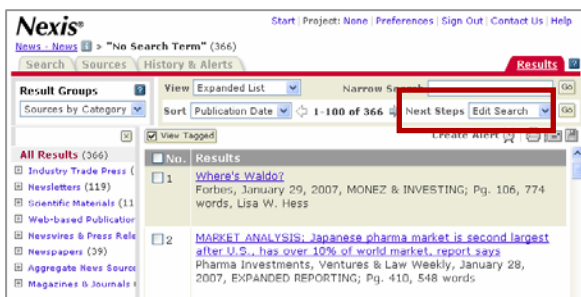 Nexis®
Start | Project: None | Preferences | Sign Out | Contact Us | Help
News - News > "No Search Term" (366)
Search Sources History & Alerts Results
Result Groups
View Expanded List Narrow Search Go
Sources by Category
Sort Publication Date 1-100 of 366 Next Steps Edit Search Go
View Tagged
Create Alert
All Results (366)
No. Results
Industry Trade Press (
Newsletters (119)
Scientific Materials (11
Web-based Publication
Newswires & Press Rele
Newspapers (39)
Aggregate News Source
Magazines & Journals
1
Where's Waldo?
Forbes, January 29, 2007, MONEZ & INVESTING; Pg. 106, 774
words, Lisa W. Hess
2
MARKET ANALYSIS; Japanese pharma market is second largest
after U.S., has over 10% of world market, report says
Pharma Investments, Ventures & Law Weekly, January 28,
2007, EXPANDED REPORTING; Pg. 410, 548 words